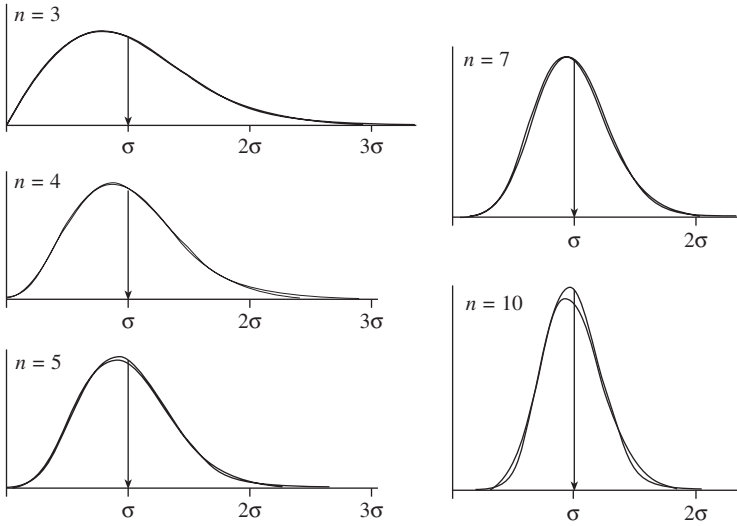 n = 3
σ 2σ 3σ
n = 4
σ 2σ 3σ
n = 5
σ 2σ 3σ
n = 7
σ 2σ
n = 10
σ 2σ